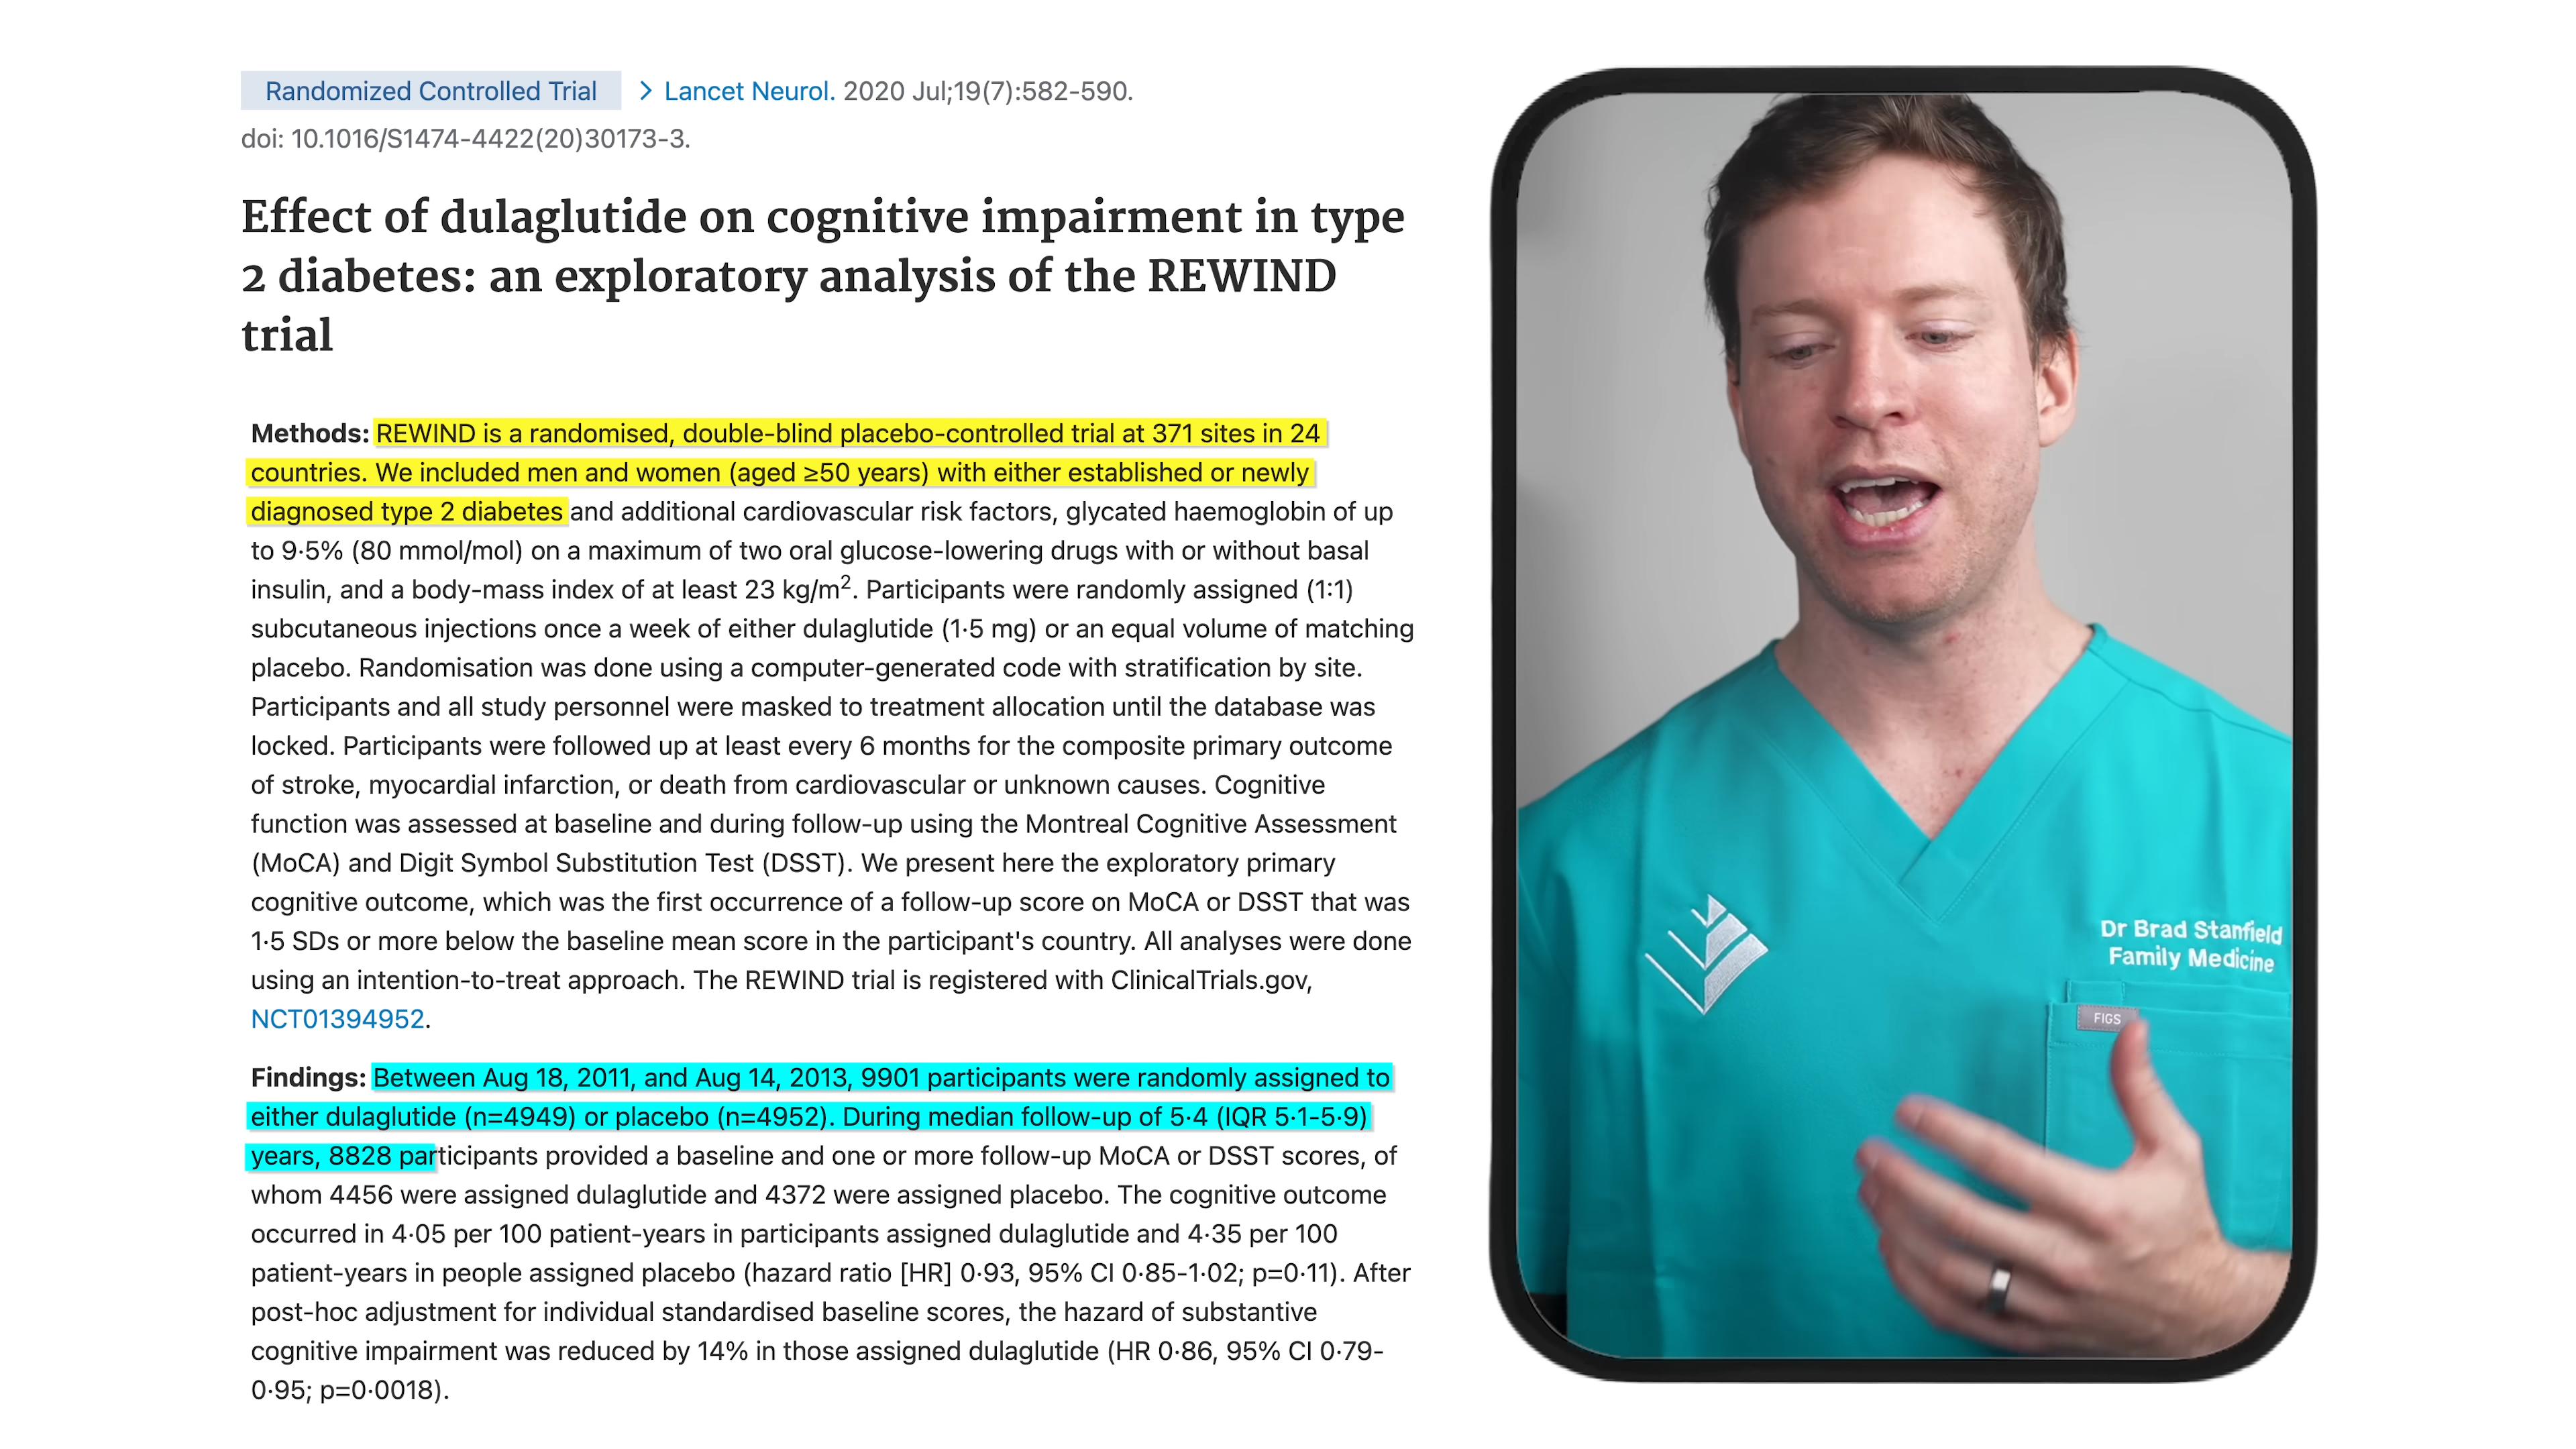 Randomized Controlled Trial > Lancet Neurol. 2020 Jul;19(7):582-590.
doi: 10.1016/S1474-4422(20)30173-3.
Effect of dulaglutide on cognitive impairment in type
2 diabetes: an exploratory analysis of the REWIND
trial
Methods: REWIND is a randomised, double-blind placebo-controlled trial at 371 sites in 24
countries. We included men and women (aged ≥50 years) with either established or newly
diagnosed type 2 diabetes and additional cardiovascular risk factors, glycated haemoglobin of up
to 9·5% (80 mmol/mol) on a maximum of two oral glucose-lowering drugs with or without basal
insulin, and a body-mass index of at least 23 kg/m². Participants were randomly assigned (1:1)
subcutaneous injections once a week of either dulaglutide (1·5 mg) or an equal volume of matching
placebo. Randomisation was done using a computer-generated code with stratification by site.
Participants and all study personnel were masked to treatment allocation until the database was
locked. Participants were followed up at least every 6 months for the composite primary outcome
of stroke, myocardial infarction, or death from cardiovascular or unknown causes. Cognitive
function was assessed at baseline and during follow-up using the Montreal Cognitive Assessment
(MoCA) and Digit Symbol Substitution Test (DSST). We present here the exploratory primary
cognitive outcome, which was the first occurrence of a follow-up score on MoCA or DSST that was
1·5 SDs or more below the baseline mean score in the participant's country. All analyses were done
using an intention-to-treat approach. The REWIND trial is registered with ClinicalTrials.gov,
NCT01394952.
Findings: Between Aug 18, 2011, and Aug 14, 2013, 9901 participants were randomly assigned to
either dulaglutide (n=4949) or placebo (n=4952). During median follow-up of 5·4 (IQR 5·1-5·9)
years, 8828 participants provided a baseline and one or more follow-up MoCA or DSST scores, of
whom 4456 were assigned dulaglutide and 4372 were assigned placebo. The cognitive outcome
occurred in 4·05 per 100 patient-years in participants assigned dulaglutide and 4·35 per 100
patient-years in people assigned placebo (hazard ratio [HR] 0·93, 95% CI 0·85-1·02; p=0·11). After
post-hoc adjustment for individual standardised baseline scores, the hazard of substantive
cognitive impairment was reduced by 14% in those assigned dulaglutide (HR 0·86, 95% CI 0·79-
0·95; p=0·0018).
Dr Brad Stanfield
Family Medicine
FIGS